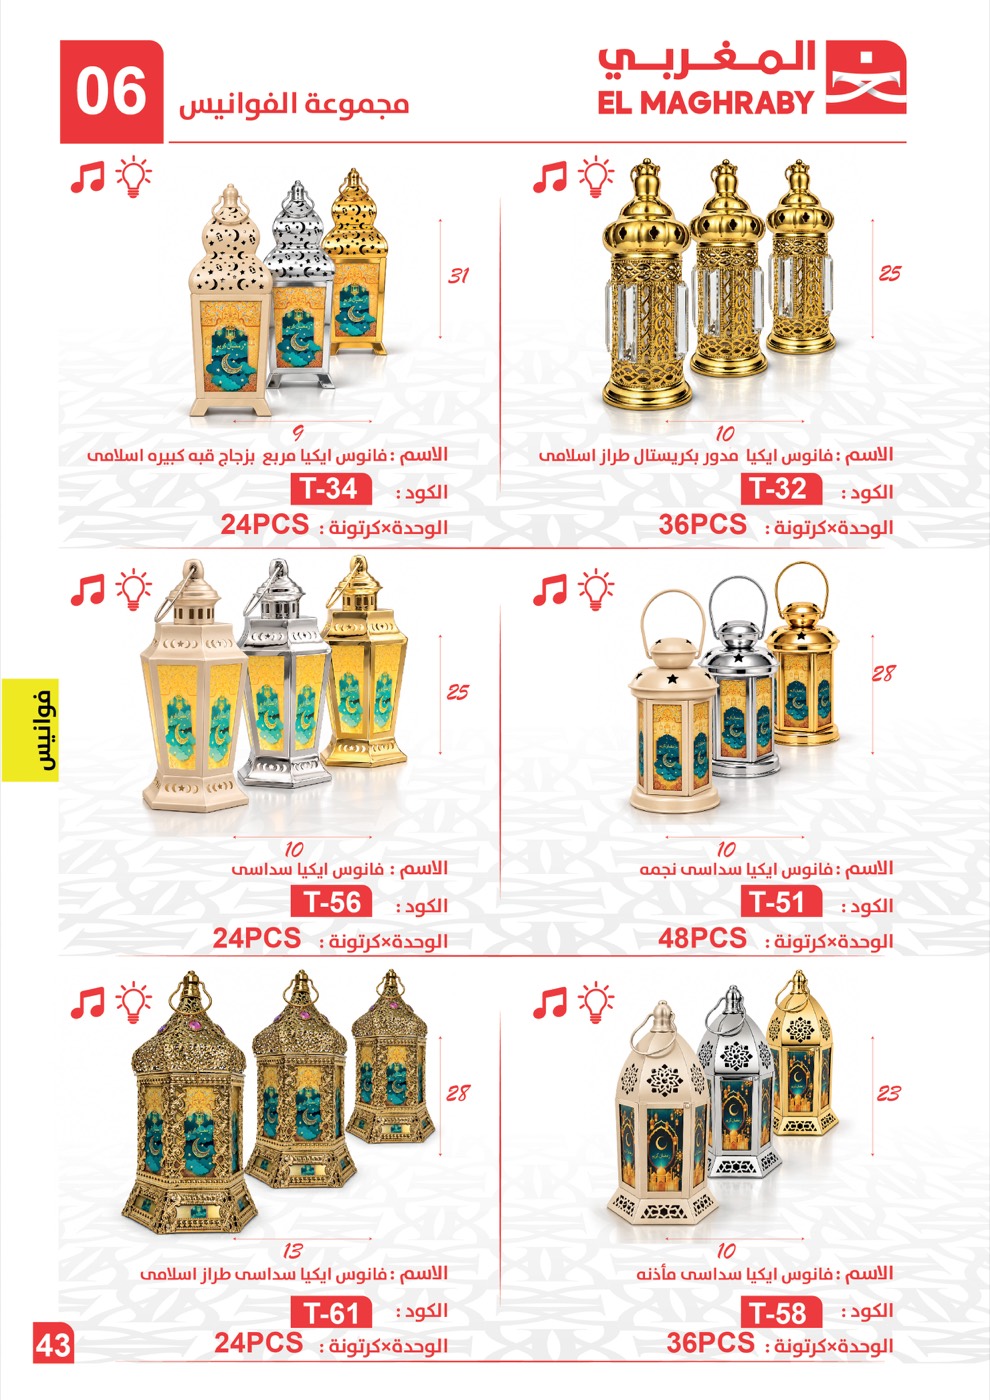 المغربي
EL MAGHRABY
مجموعة الفوانيس
06
25
10
الاسم : فانوس ايكيا مدور بكريستال طراز اسلامى
الكود : T-32
الوحدة×كرتونة : 36PCS
31
9
الاسم : فانوس ايكيا مربع بزجاج قبه كبيره اسلامى
الكود : T-34
الوحدة×كرتونة : 24PCS
28
10
الاسم : فانوس ايكيا سداسى نجمه
الكود : T-51
الوحدة×كرتونة : 48PCS
25
10
الاسم : فانوس ايكيا سداسى
الكود : T-56
الوحدة×كرتونة : 24PCS
فوانيس
23
10
الاسم : فانوس ايكيا سداسى مأذنه
الكود : T-58
الوحدة×كرتونة : 36PCS
28
13
الاسم : فانوس ايكيا سداسى طراز اسلامى
الكود : T-61
الوحدة×كرتونة : 24PCS
43